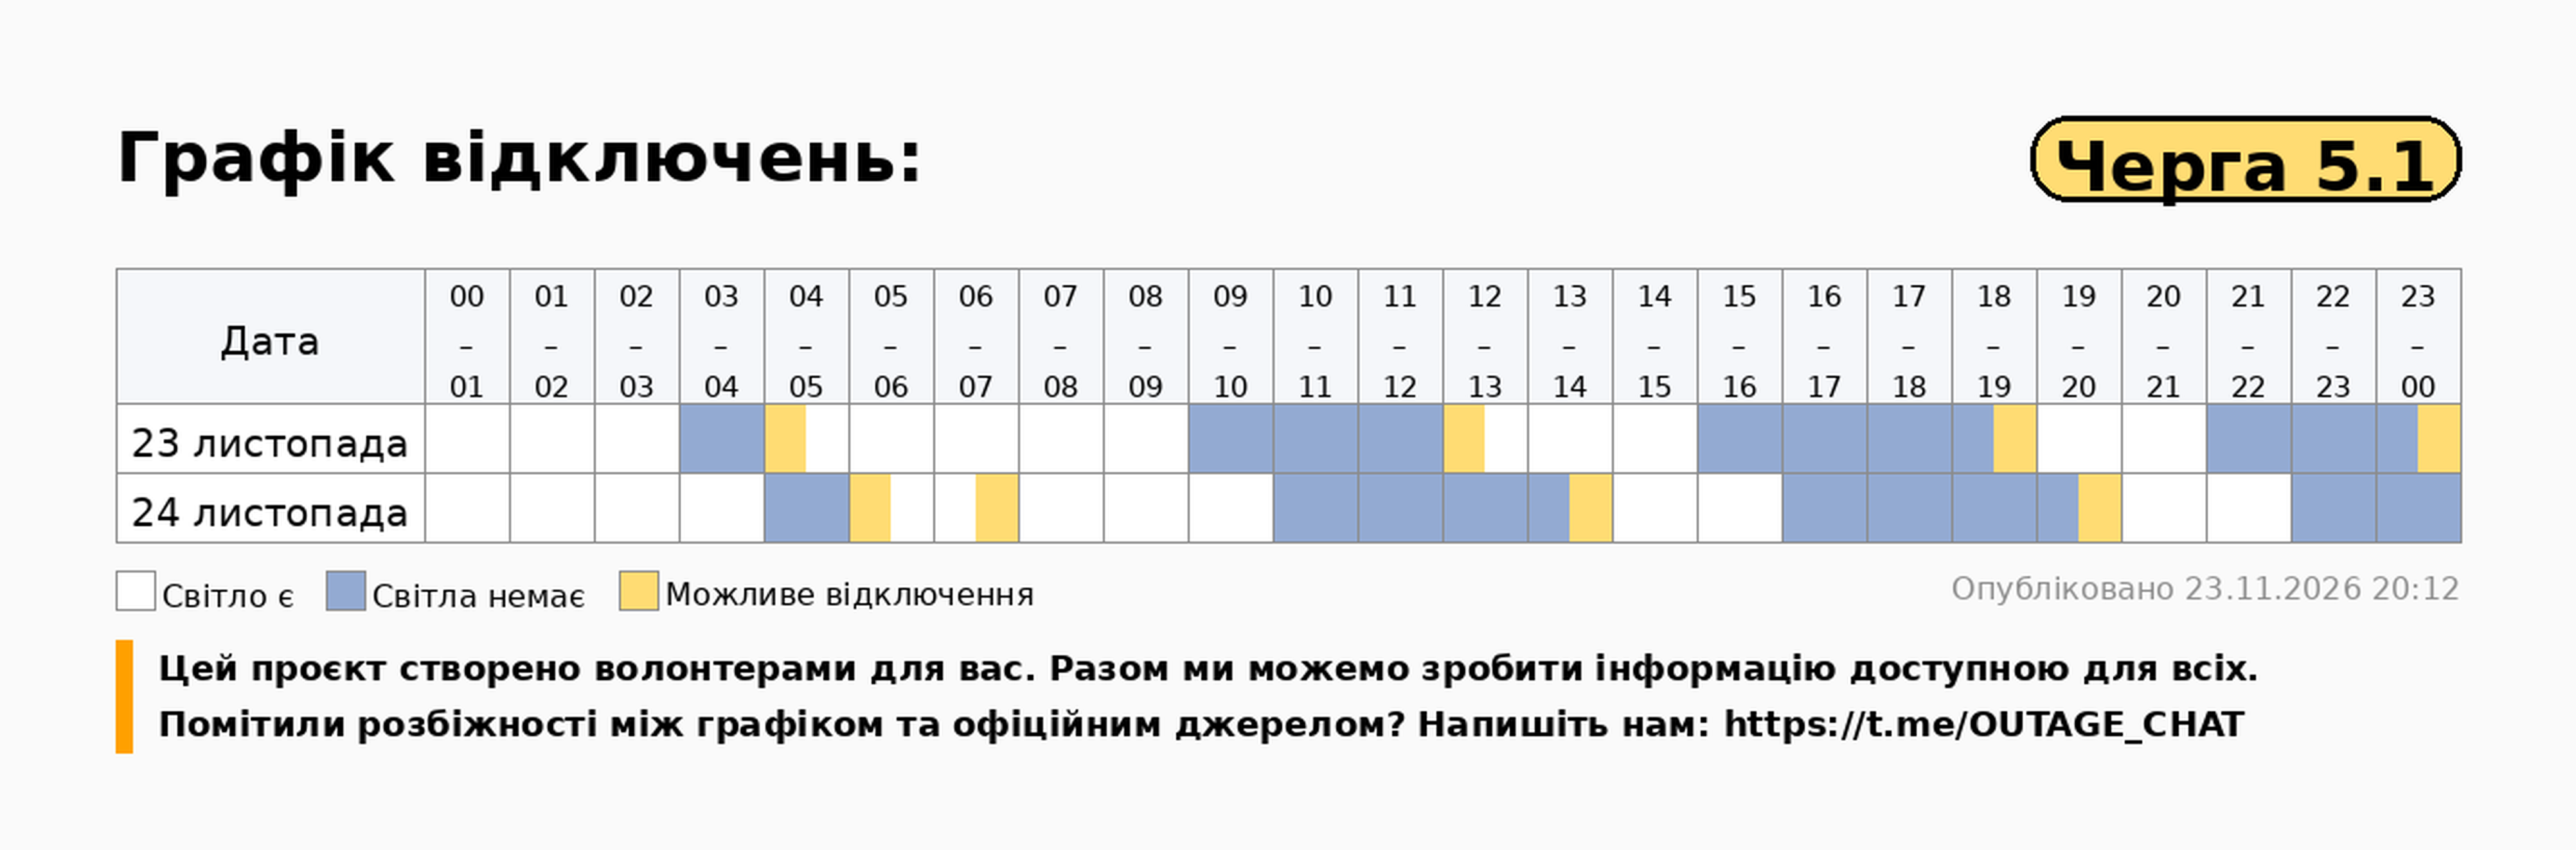 Графік відключень:
Черга 5.1
Дата 00 – 01 01 – 02 02 – 03 03 – 04 04 – 05 05 – 06 06 – 07 07 – 08 08 – 09 09 – 10 10 – 11 11 – 12 12 – 13 13 – 14 14 – 15 15 – 16 16 – 17 17 – 18 18 – 19 19 – 20 20 – 21 21 – 22 22 – 23 23 – 00
23 листопада
24 листопада
Світло є Світла немає Можливе відключення
Опубліковано 23.11.2026 20:12
Цей проєкт створено волонтерами для вас. Разом ми можемо зробити інформацію доступною для всіх.
Помітили розбіжності між графіком та офіційним джерелом? Напишіть нам: https://t.me/OUTAGE_CHAT